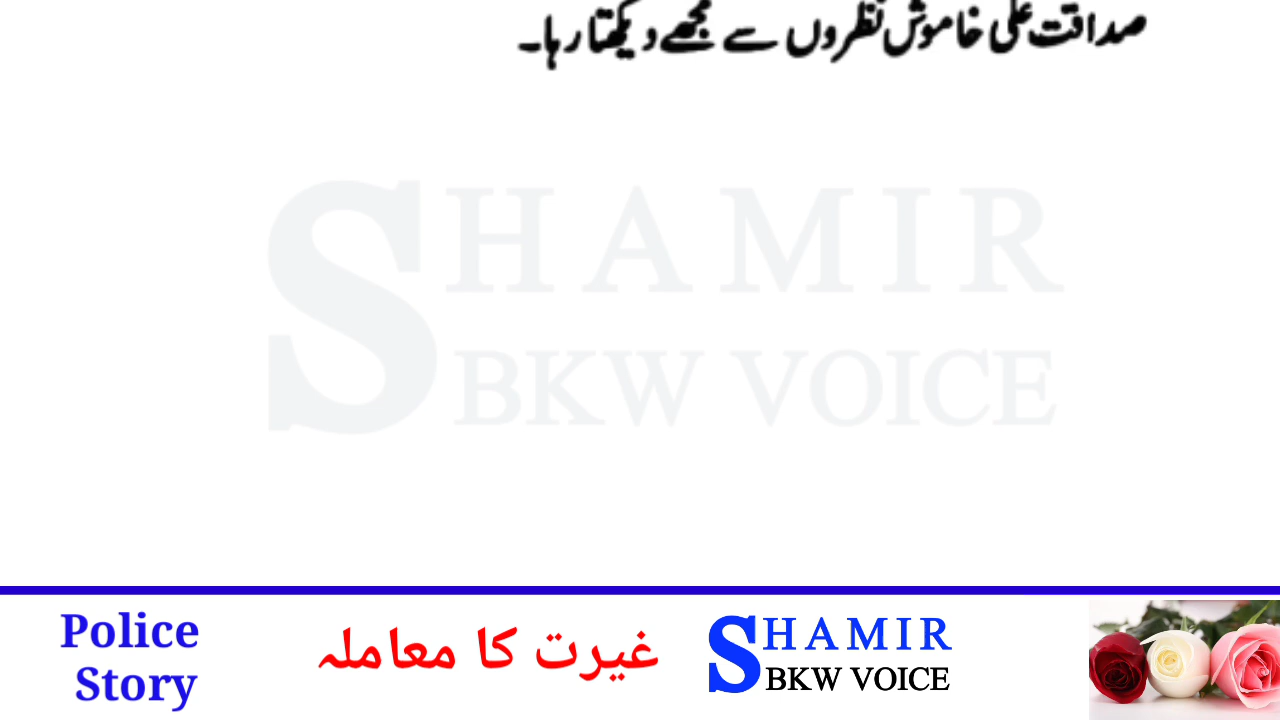 صداقت علی خاموش نظروں سے مجھے دیکھتا رہا۔
SHAMIR
BKW VOICE
Police
Story
غیرت کا معاملہ
SHAMIR
BKW VOICE